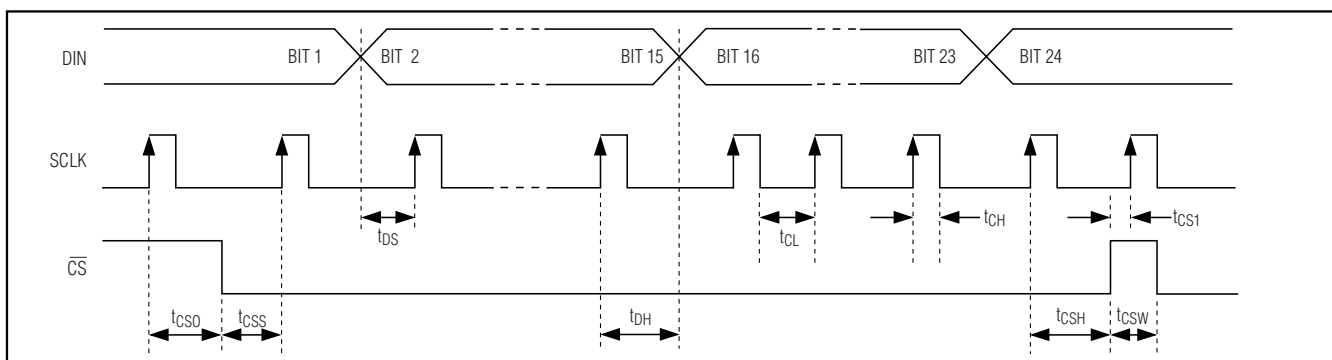 DIN BIT 1 BIT 2 BIT 15 BIT 16 BIT 23 BIT 24
SCLK
tDS tCL tCH tCS1
CS
tCSO tCSS tDH tCSH tCSW